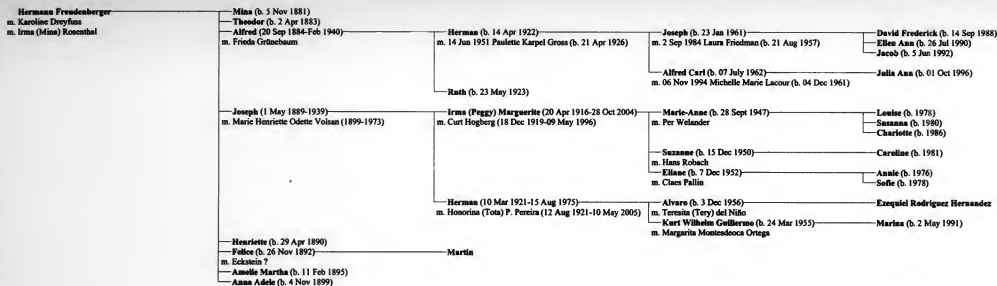 Hermann Freudenberger
m. Karoline Dreyfuss
m. Irma (Mina) Rosenthal
Mina (b. 5 Nov 1881)
Theodor (b. 2 Apr 1883)
Alfred (20 Sep 1884-Feb 1940)
m. Frieda Grünebaum
Herman (b. 14 Apr 1922)
m. 14 Jun 1951 Paulette Karpel Gross (b. 21 Apr 1926)
Joseph (b. 23 Jan 1961)
m. 2 Sep 1984 Laura Friedman (b. 21 Aug 1957)
David Frederick (b. 14 Sep 1988)
Ellen Ann (b. 26 Jul 1990)
Jacob (b. 5 Jun 1992)
Alfred Carl (b. 07 July 1962)
m. 06 Nov 1994 Michelle Marie Lacour (b. 04 Dec 1961)
Julia Ann (b. 01 Oct 1996)
Ruth (b. 23 May 1923)
Joseph (1 May 1889-1939)
m. Marie Henriette Odette Volsan (1899-1973)
Irma (Peggy) Marguerite (20 Apr 1916-28 Oct 2004)
m. Curt Hogberg (18 Dec 1919-09 May 1996)
Marie-Anne (b. 28 Sept 1947)
m. Per Welander
Louise (b. 1978)
Susanna (b. 1980)
Charlotte (b. 1986)
Suzanne (b. 15 Dec 1950)
m. Hans Robach
Caroline (b. 1981)
Eliane (b. 7 Dec 1952)
m. Claes Pallin
Annie (b. 1976)
Sofie (b. 1978)
Herman (10 Mar 1921-15 Aug 1975)
m. Honorina (Tota) P. Pereira (12 Aug 1921-10 May 2005)
Alvaro (b. 3 Dec 1956)
m. Teresita (Tery) del Niño
Ezequiel Rodriguez Hernandez
Kurt Wilhelm Guillermo (b. 24 Mar 1955)
m. Margarita Montesdeoca Ortega
Marina (b. 2 May 1991)
Henriette (b. 29 Apr 1890)
Felice (b. 26 Nov 1892)
m. Eckstein ?
Martin
Amelie Martha (b. 11 Feb 1895)
Anna Adele (b. 4 Nov 1899)